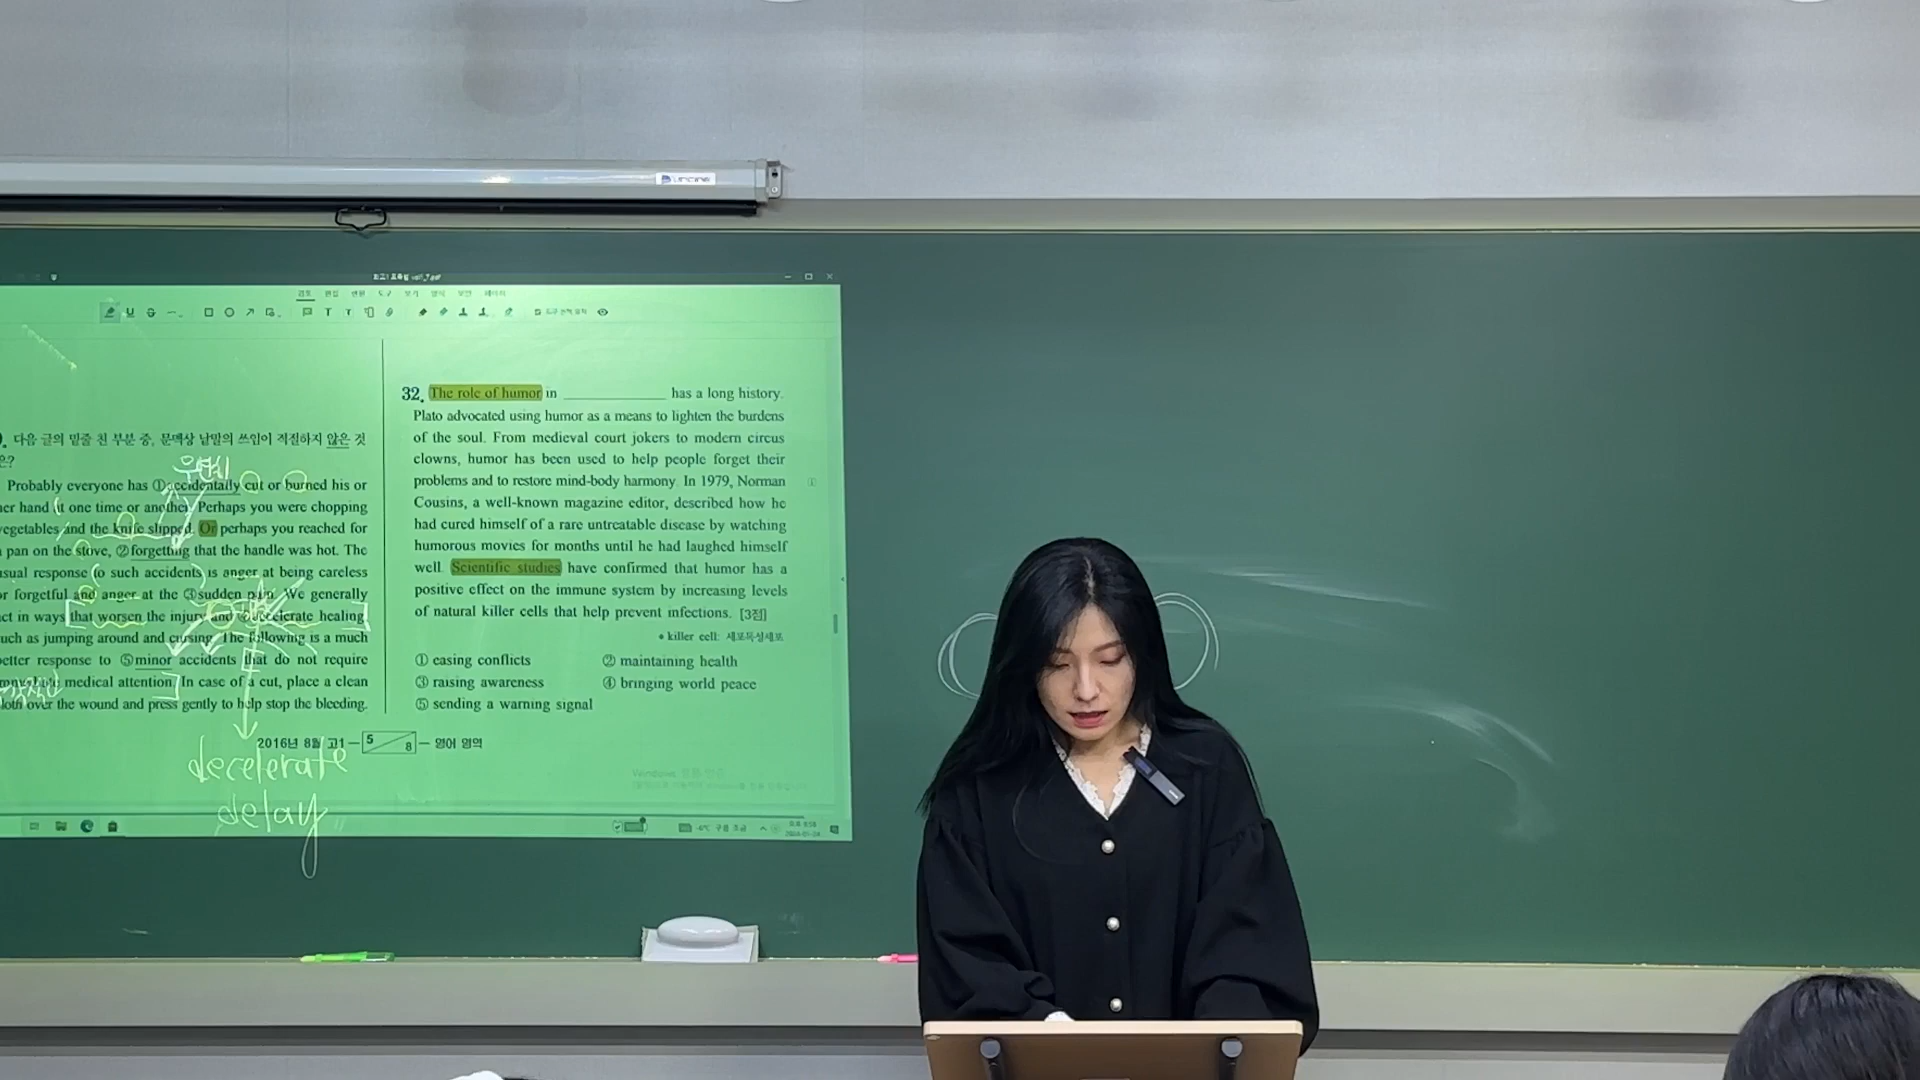 도구
32. The role of humor in __________ has a long history.
Plato advocated using humor as a means to lighten the burdens
of the soul. From medieval court jokers to modern circus
clowns, humor has been used to help people forget their
problems and to restore mind-body harmony. In 1979, Norman
Cousins, a well-known magazine editor, described how he
had cured himself of a rare untreatable disease by watching
humorous movies for months until he had laughed himself
well. Scientific studies have confirmed that humor has a
positive effect on the immune system by increasing levels
of natural killer cells that help prevent infections. [3점]
* killer cell: 세포독성세포
① easing conflicts ② maintaining health
③ raising awareness ④ bringing world peace
⑤ sending a warning signal
다음 글의 밑줄 친 부분 중, 문맥상 낱말의 쓰임이 적절하지 않은 것
은?
Probably everyone has ①accidentally cut or burned his or
her hand at one time or another. Perhaps you were chopping
vegetables and the knife slipped. Or perhaps you reached for
pan on the stove, ②forgetting that the handle was hot. The
usual response to such accidents is anger at being careless
or forgetful and anger at the ③sudden pain. We generally
act in ways that worsen the injury and healing,
such as jumping around and cursing. The following is a much
better response to ⑤minor accidents that do not require
medical attention. In case of a cut, place a clean
cloth over the wound and press gently to help stop the bleeding.
decelerate
delay
2016년 8월 고1 — 5 8 — 영어 영역